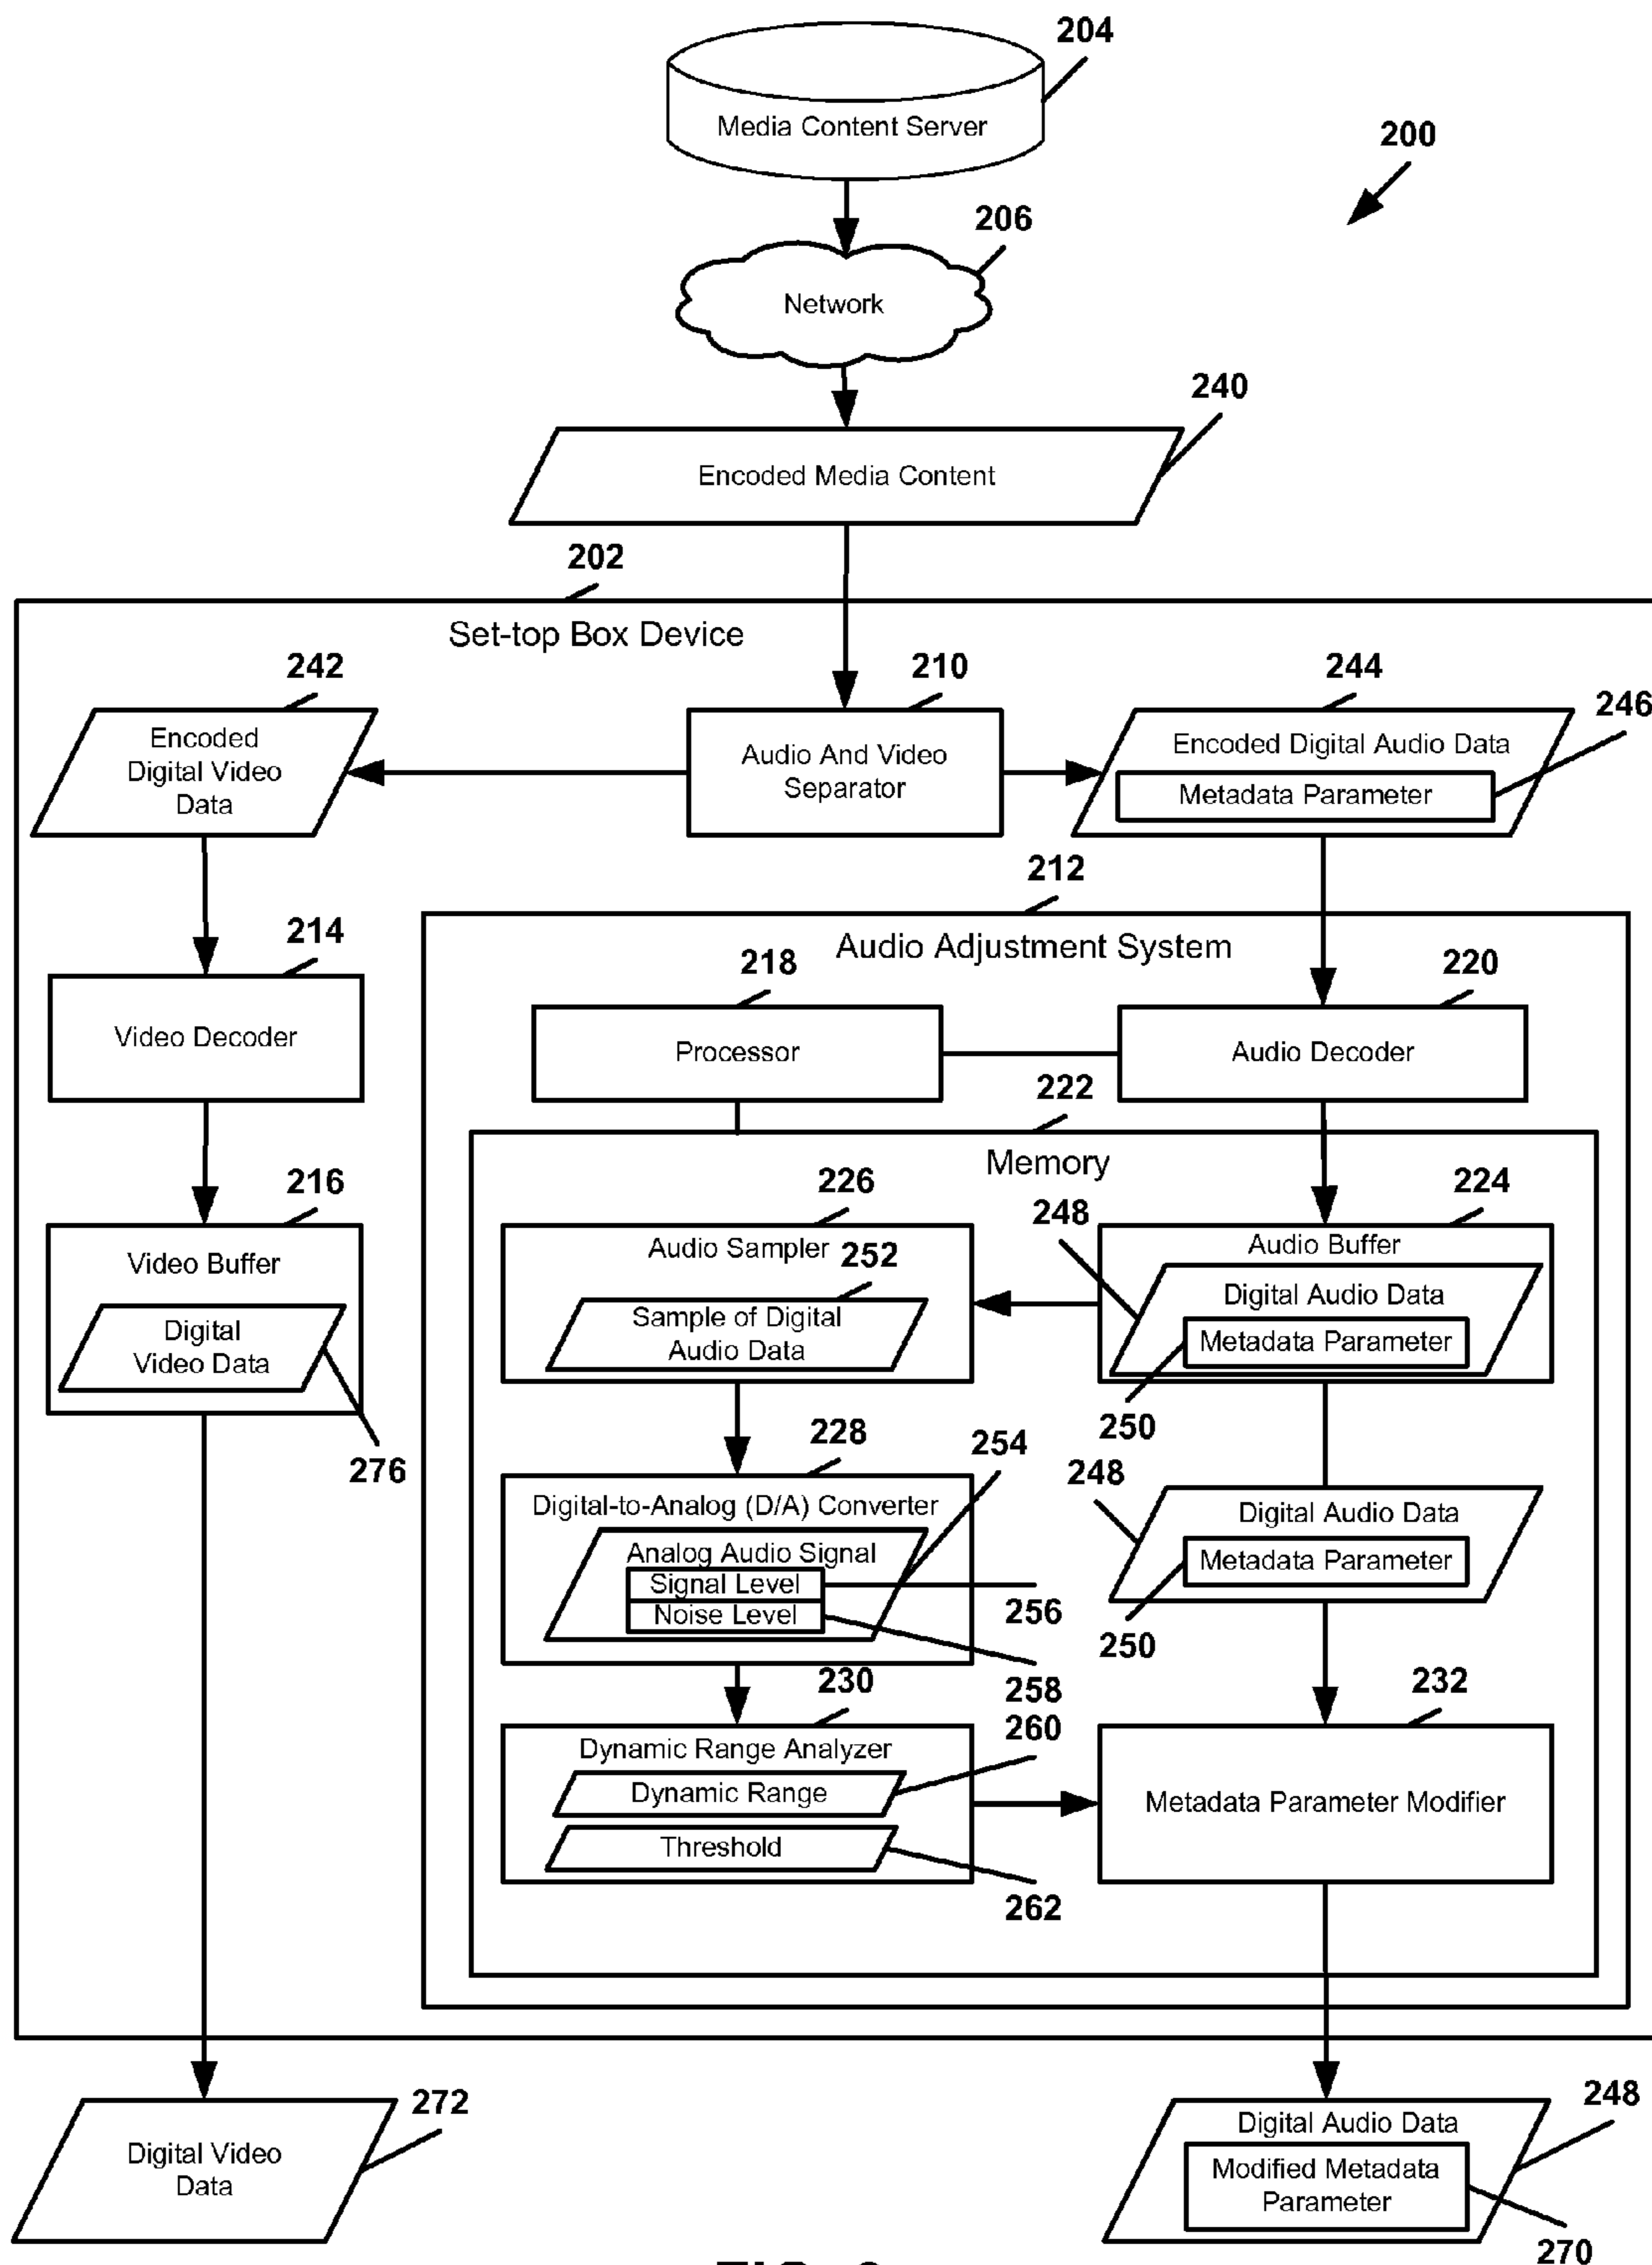 204
Media Content Server
200
206
Network
240
Encoded Media Content
202
Set-top Box Device
242
210
244
246
Encoded
Digital Video
Data
Audio And Video
Separator
Encoded Digital Audio Data
Metadata Parameter
212
214
Audio Adjustment System
218
220
Video Decoder
Processor
Audio Decoder
222
Memory
216
226
248
224
Video Buffer
Audio Sampler
252
Audio Buffer
Digital
Video Data
Sample of Digital
Audio Data
Digital Audio Data
Metadata Parameter
276
250
228
254
248
Digital-to-Analog (D/A) Converter
Analog Audio Signal
Signal Level
Noise Level
Digital Audio Data
Metadata Parameter
256
250
258
230
260
232
Dynamic Range Analyzer
Dynamic Range
Threshold
Metadata Parameter Modifier
262
272
248
Digital Video
Data
Digital Audio Data
Modified Metadata
Parameter
270